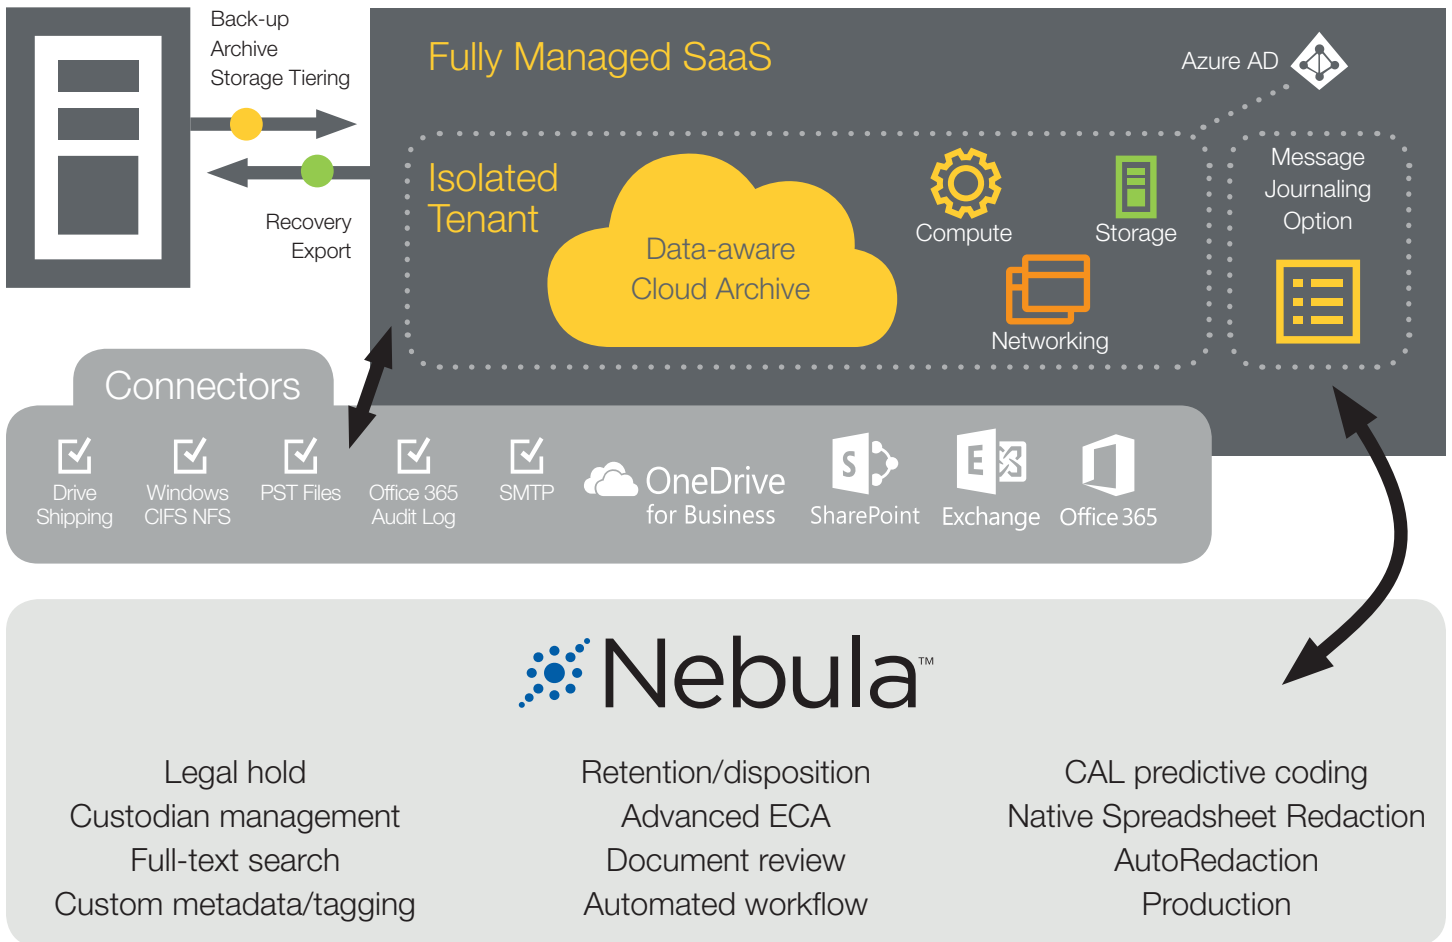 Back-up
Archive
Storage Tiering
Recovery
Export
Fully Managed SaaS
Azure AD
Isolated
Tenant
Data-aware
Cloud Archive
Compute
Storage
Networking
Message
Journaling
Option
Connectors
Drive
Shipping
Windows
CIFS NFS
PST Files
Office 365
Audit Log
SMTP
OneDrive
for Business
S
SharePoint
E
Exchange
Office 365
Nebula™
Legal hold
Custodian management
Full-text search
Custom metadata/tagging
Retention/disposition
Advanced ECA
Document review
Automated workflow
CAL predictive coding
Native Spreadsheet Redaction
AutoRedaction
Production